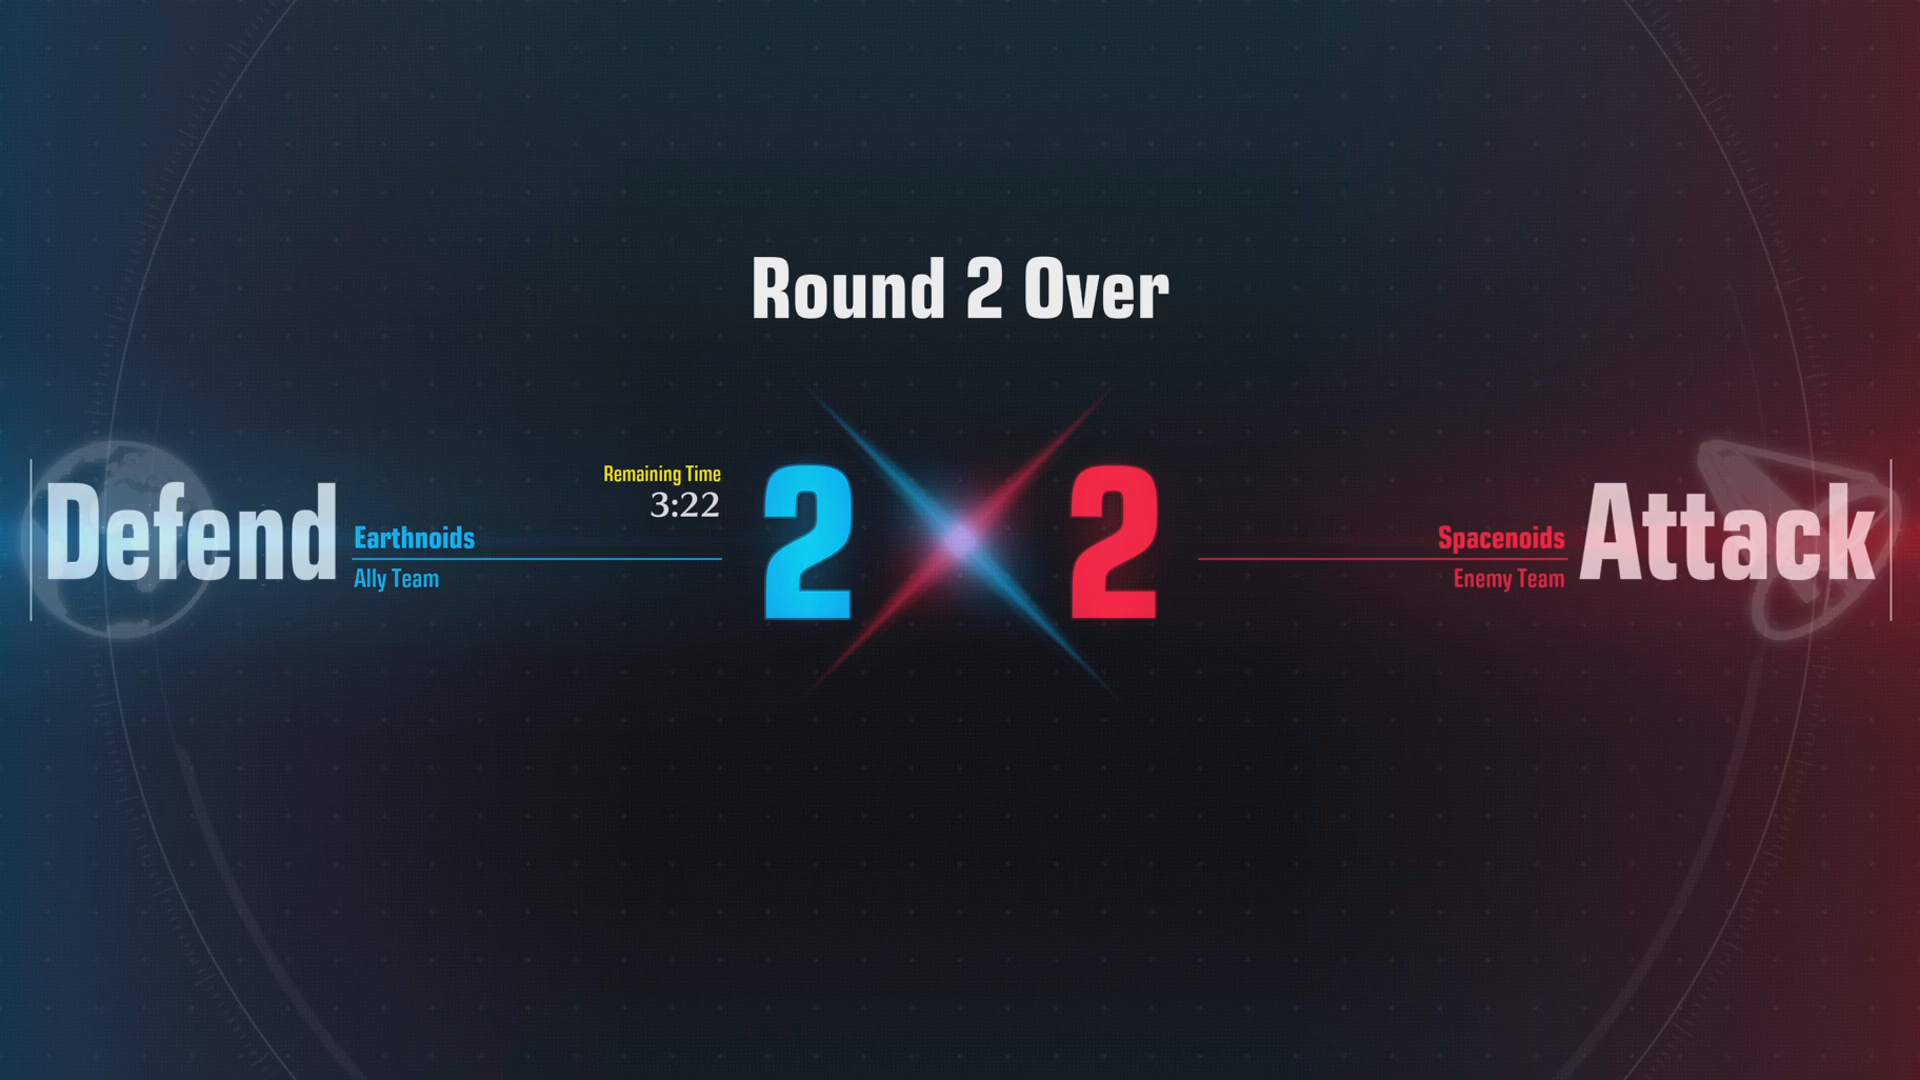 Round 2 Over
Defend
Earthnoids
Ally Team
Remaining Time
3:22
2
2
Spacenoids
Enemy Team
Attack